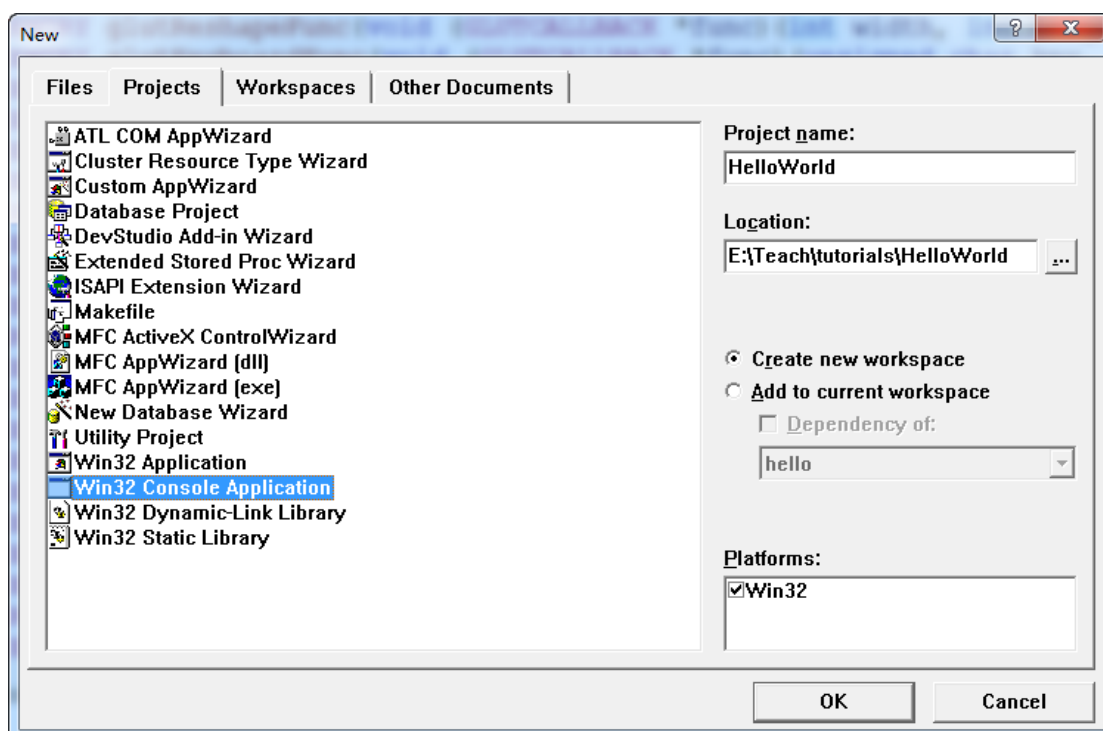 New
Files Projects Workspaces Other Documents
ATL COM AppWizard
Cluster Resource Type Wizard
Custom AppWizard
Database Project
DevStudio Add-in Wizard
Extended Stored Proc Wizard
ISAPI Extension Wizard
Makefile
MFC ActiveX ControlWizard
MFC AppWizard (dll)
MFC AppWizard (exe)
New Database Wizard
Utility Project
Win32 Application
Win32 Console Application
Win32 Dynamic-Link Library
Win32 Static Library
Project name:
HelloWorld
Location:
E:\Teach\tutorials\HelloWorld
...
Create new workspace
Add to current workspace
Dependency of:
hello
Platforms:
Win32
OK Cancel